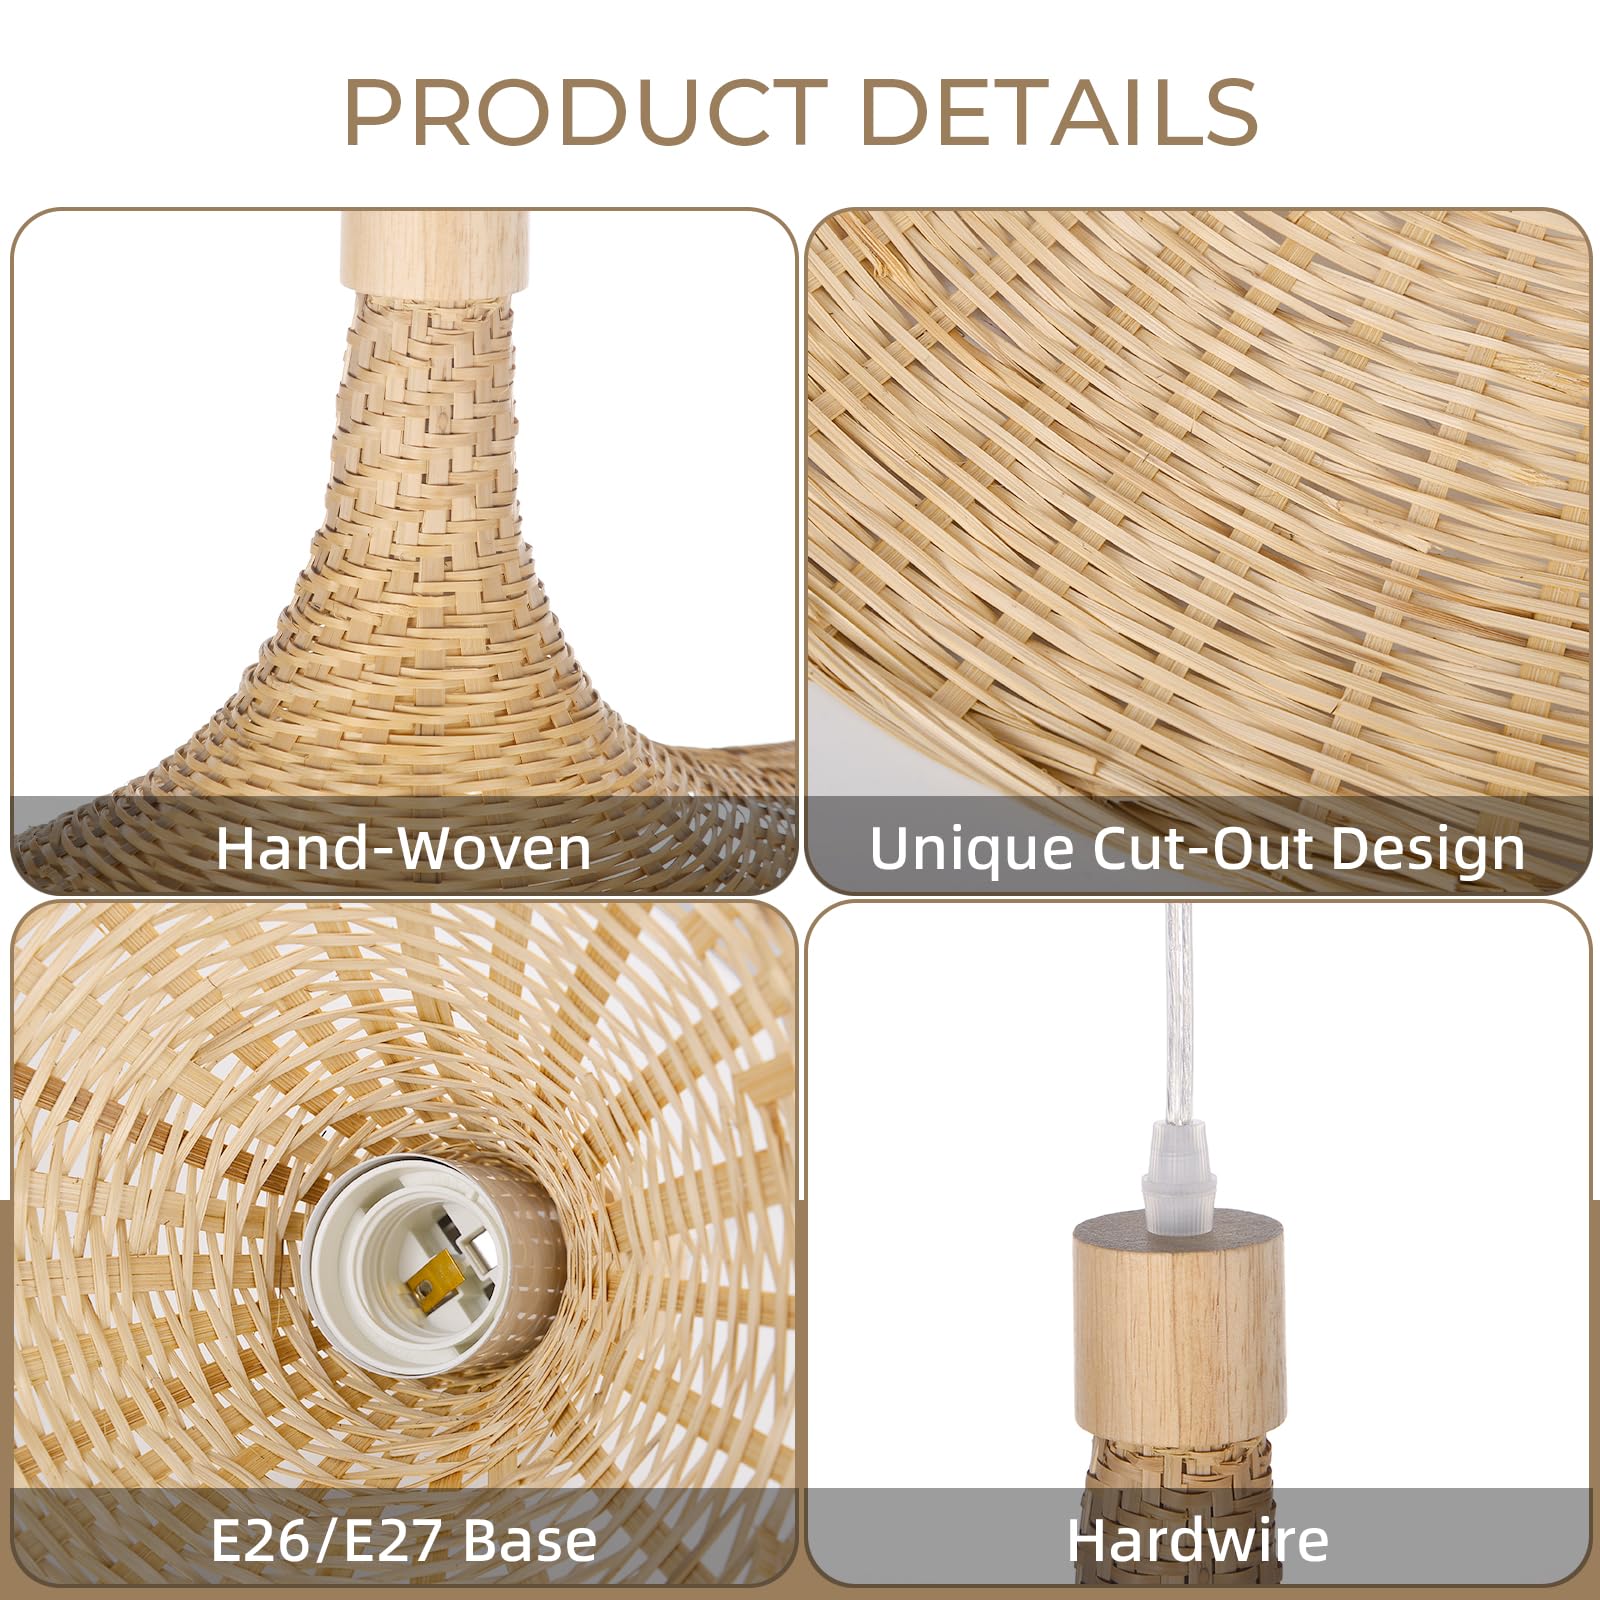 PRODUCT DETAILS
Hand-Woven
Unique Cut-Out Design
E26/E27 Base
Hardwire